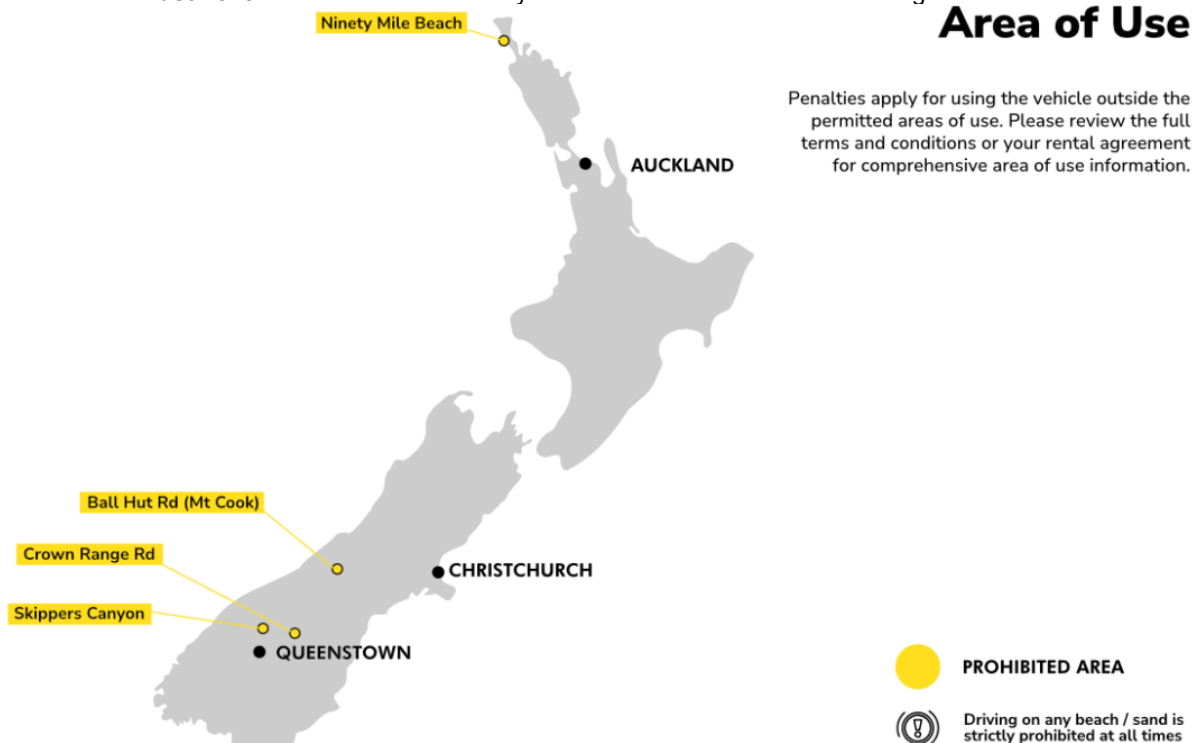 Area of Use
Penalties apply for using the vehicle outside the
permitted areas of use. Please review the full
terms and conditions or your rental agreement
for comprehensive area of use information.
Ninety Mile Beach
AUCKLAND
Ball Hut Rd (Mt Cook)
Crown Range Rd
Skippers Canyon
CHRISTCHURCH
QUEENSTOWN
PROHIBITED AREA
Driving on any beach / sand is
strictly prohibited at all times